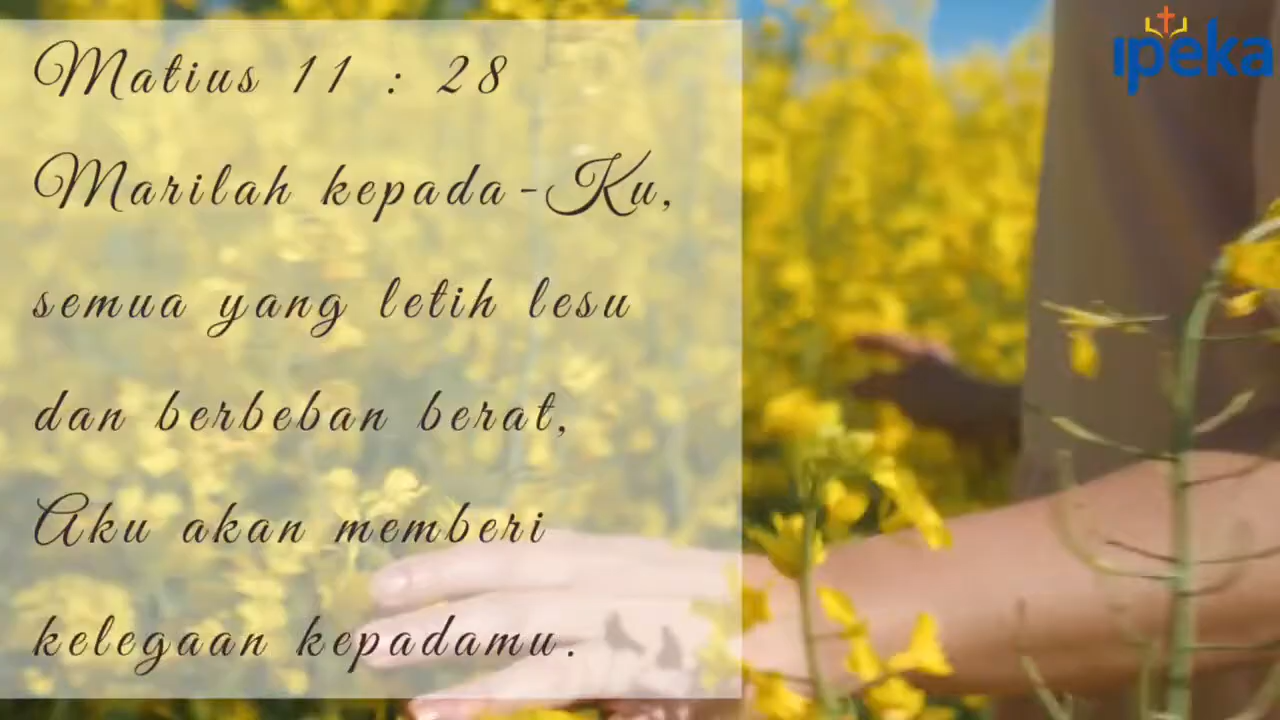 Matius 11 : 28
Marilah kepada-Ku,
semua yang letih lesu
dan berbeban berat,
Aku akan memberi
kelegaan kepadamu.
ipeka